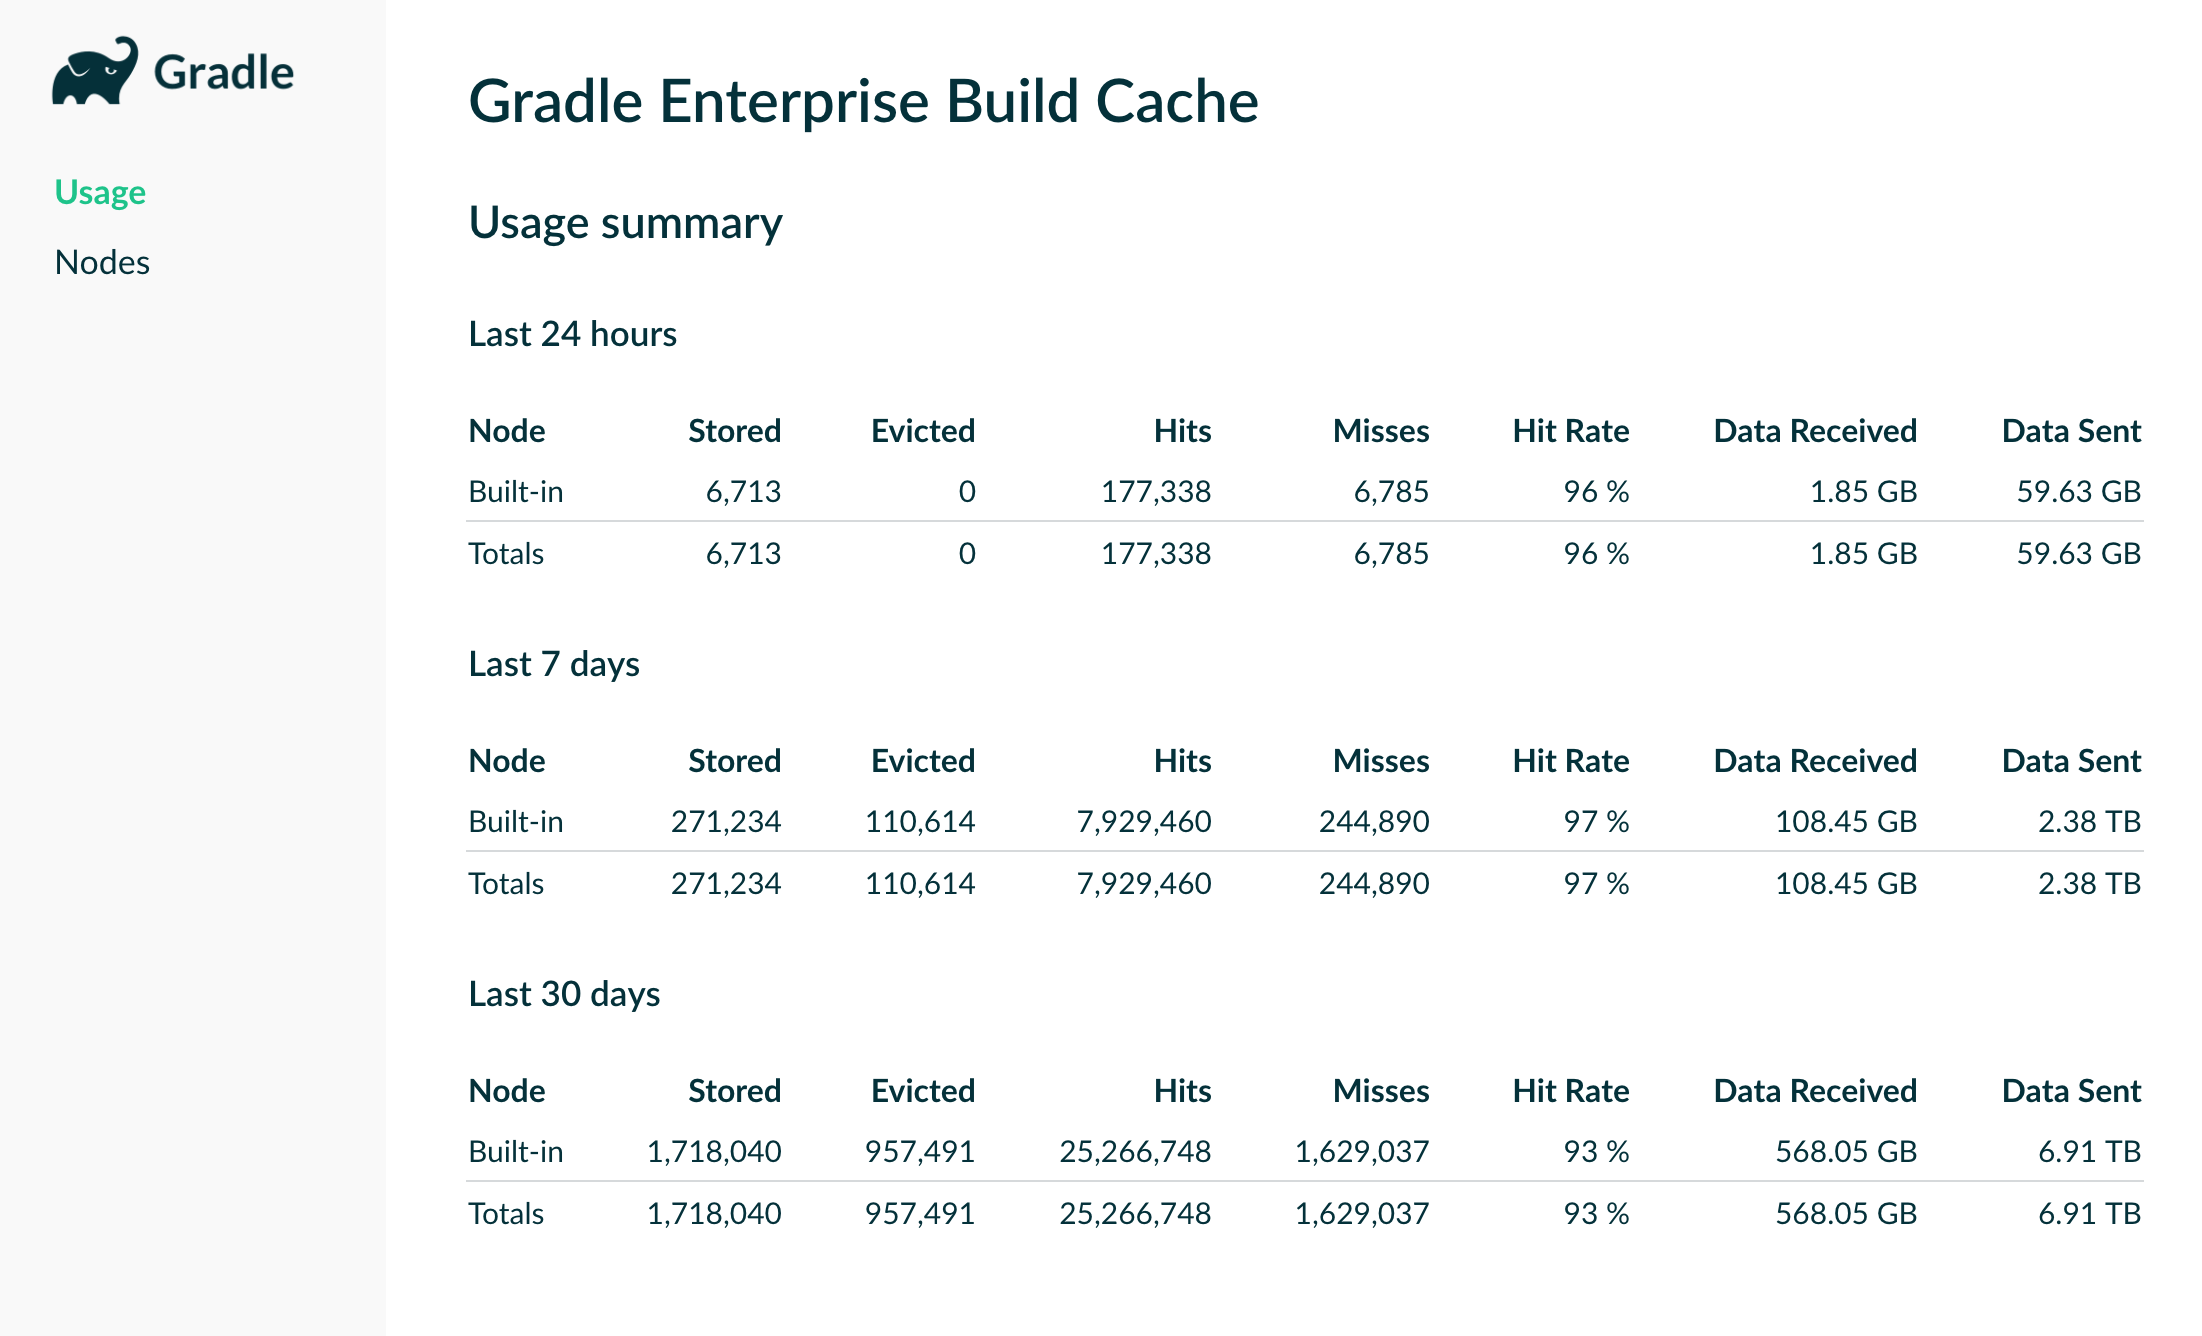 Gradle
Usage
Nodes
Gradle Enterprise Build Cache
Usage summary
Last 24 hours
Node Stored Evicted Hits Misses Hit Rate Data Received Data Sent
Built-in 6,713 0 177,338 6,785 96 % 1.85 GB 59.63 GB
Totals 6,713 0 177,338 6,785 96 % 1.85 GB 59.63 GB
Last 7 days
Node Stored Evicted Hits Misses Hit Rate Data Received Data Sent
Built-in 271,234 110,614 7,929,460 244,890 97 % 108.45 GB 2.38 TB
Totals 271,234 110,614 7,929,460 244,890 97 % 108.45 GB 2.38 TB
Last 30 days
Node Stored Evicted Hits Misses Hit Rate Data Received Data Sent
Built-in 1,718,040 957,491 25,266,748 1,629,037 93 % 568.05 GB 6.91 TB
Totals 1,718,040 957,491 25,266,748 1,629,037 93 % 568.05 GB 6.91 TB